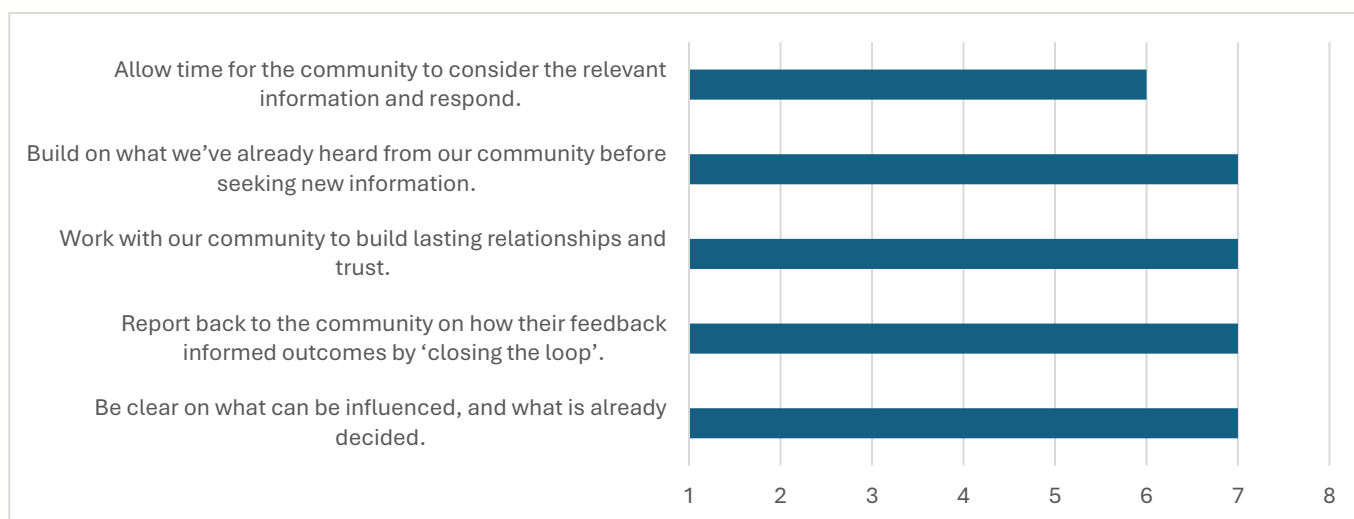 Allow time for the community to consider the relevant
information and respond.
Build on what we’ve already heard from our community before
seeking new information.
Work with our community to build lasting relationships and
trust.
Report back to the community on how their feedback
informed outcomes by ‘closing the loop’.
Be clear on what can be influenced, and what is already
decided.
1 2 3 4 5 6 7 8